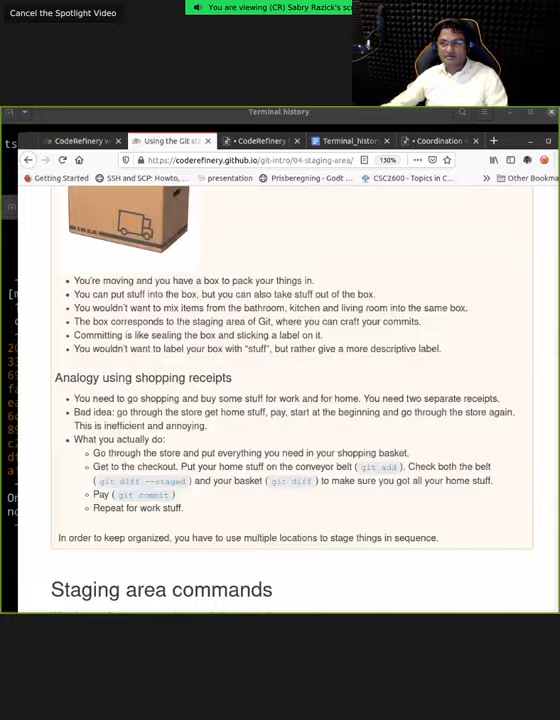 Cancel the Spotlight Video
You are viewing (CR) Sabry Razick's sc
Terminal history
CodeRefinery w
Using the Git sta
CodeRefinery
Terminal_history
Coordination n
https://coderefinery.github.io/git-intro/04-staging-area/
130%
Getting Started
SSH and SCP: Howto, ...
presentation
Prisberegning - Godt ...
CSC2600 - Topics in C...
Other Bookma
IKEA
You're moving and you have a box to pack your things in.
You can put stuff into the box, but you can also take stuff out of the box.
You wouldn't want to mix items from the bathroom, kitchen and living room into the same box.
The box corresponds to the staging area of Git, where you can craft your commits.
Committing is like sealing the box and sticking a label on it.
You wouldn't want to label your box with "stuff", but rather give a more descriptive label.
Analogy using shopping receipts
You need to go shopping and buy some stuff for work and for home. You need two separate receipts.
Bad idea: go through the store get home stuff, pay, start at the beginning and go through the store again.
This is inefficient and annoying.
What you actually do:
Go through the store and put everything you need in your shopping basket.
Get to the checkout. Put your home stuff on the conveyor belt ( git add ). Check both the belt
( git diff --staged ) and your basket ( git diff ) to make sure you got all your home stuff.
Pay ( git commit )
Repeat for work stuff.
In order to keep organized, you have to use multiple locations to stage things in sequence.
Staging area commands